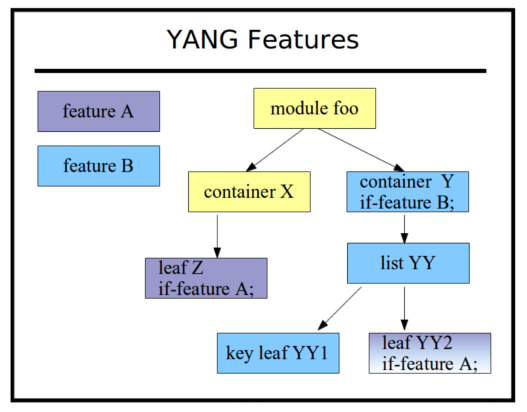 YANG Features
feature A
module foo
feature B
container X
container Y
if-feature B;
leaf Z
if-feature A;
list YY
key leaf YY1
leaf YY2
if-feature A;